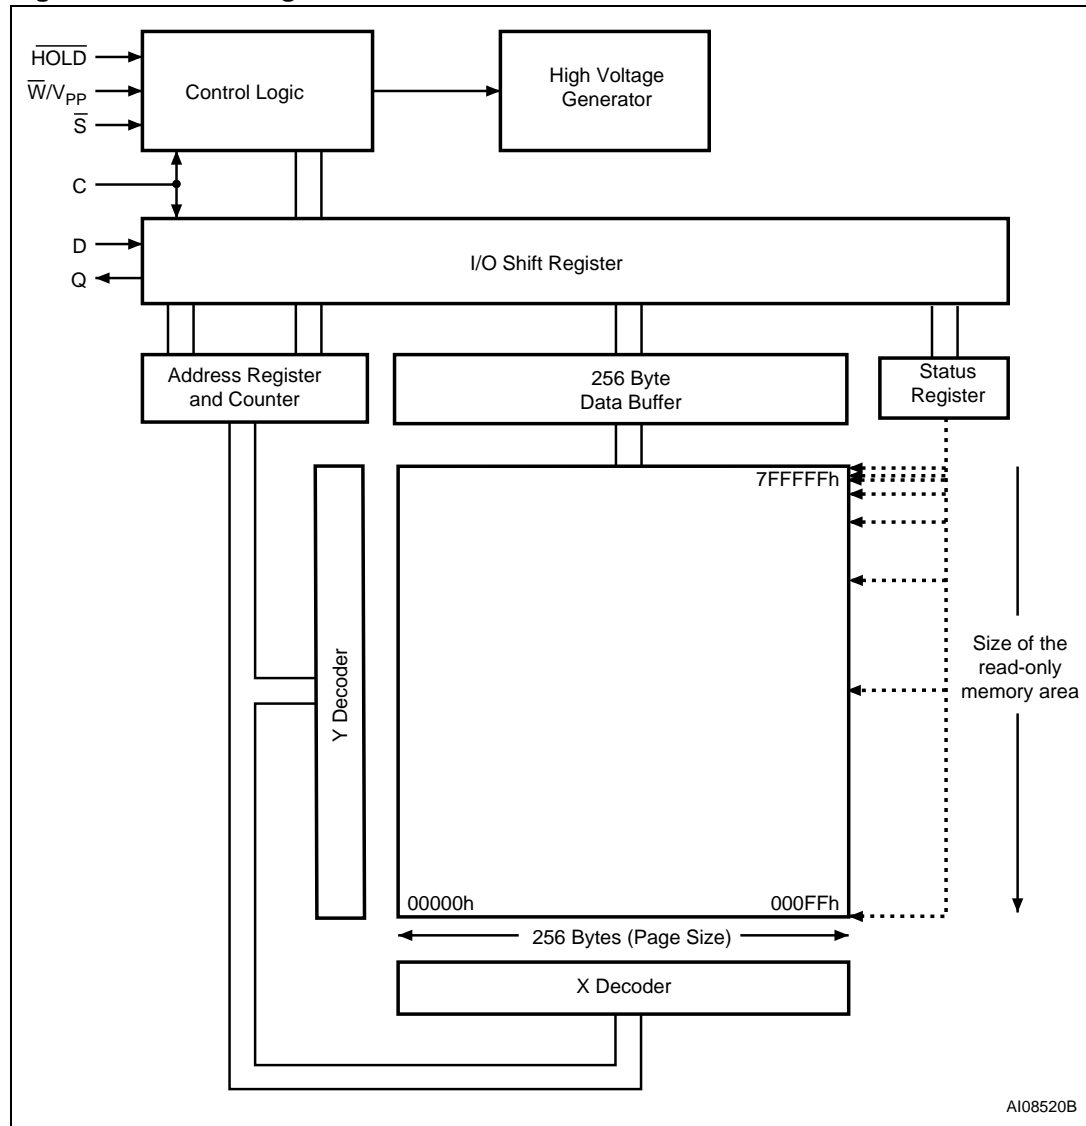 H̅O̅L̅D̅
W̅/VPP
S̅
C
D
Q
Control Logic
High Voltage
Generator
I/O Shift Register
Address Register
and Counter
256 Byte
Data Buffer
Status
Register
7FFFFFh
Y Decoder
Size of the
read-only
memory area
00000h
000FFh
256 Bytes (Page Size)
X Decoder
AI08520B